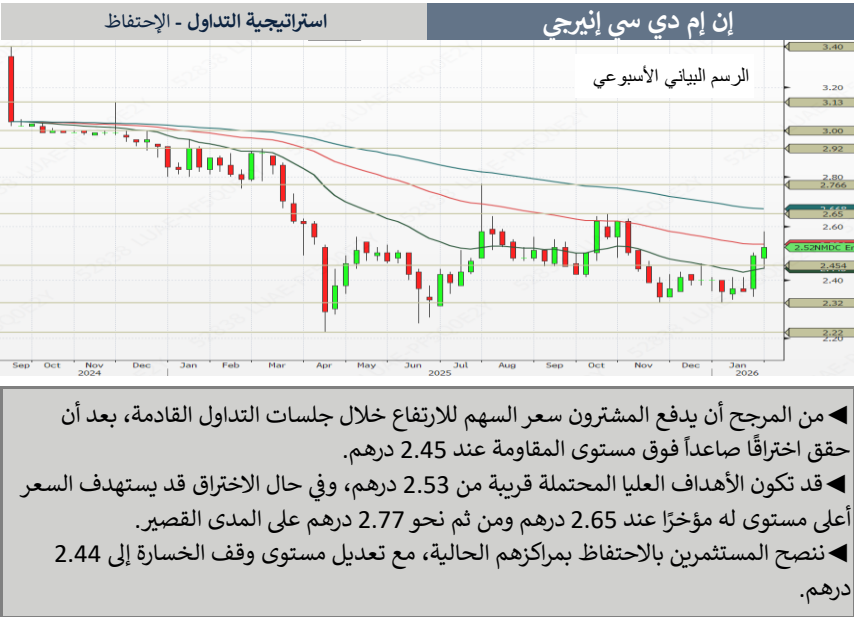 إن إم دي سي إنيرجي
استراتيجية التداول - الإحتفاظ
الرسم البياني الأسبوعي
3.40
3.20
3.13
3.00
2.92
2.80
2.766
2.668
2.65
2.60
2.52NMDC Er
2.454
2.40
2.32
2.22
2.20
Sep Oct Nov Dec Jan Feb Mar Apr May Jun Jul Aug Sep Oct Nov Dec Jan
2024 2025 2026
◄من المرجح أن يدفع المشترون سعر السهم للارتفاع خلال جلسات التداول القادمة، بعد أن
حقق اختراقًا صاعداً فوق مستوى المقاومة عند 2.45 درهم.
◄قد تكون الأهداف العليا المحتملة قريبة من 2.53 درهم، وفي حال الاختراق قد يستهدف السعر
أعلى مستوى له مؤخرًا عند 2.65 درهم ومن ثم نحو 2.77 درهم على المدى القصير.
◄ننصح المستثمرين بالاحتفاظ بمراكزهم الحالية، مع تعديل مستوى وقف الخسارة إلى 2.44
درهم.